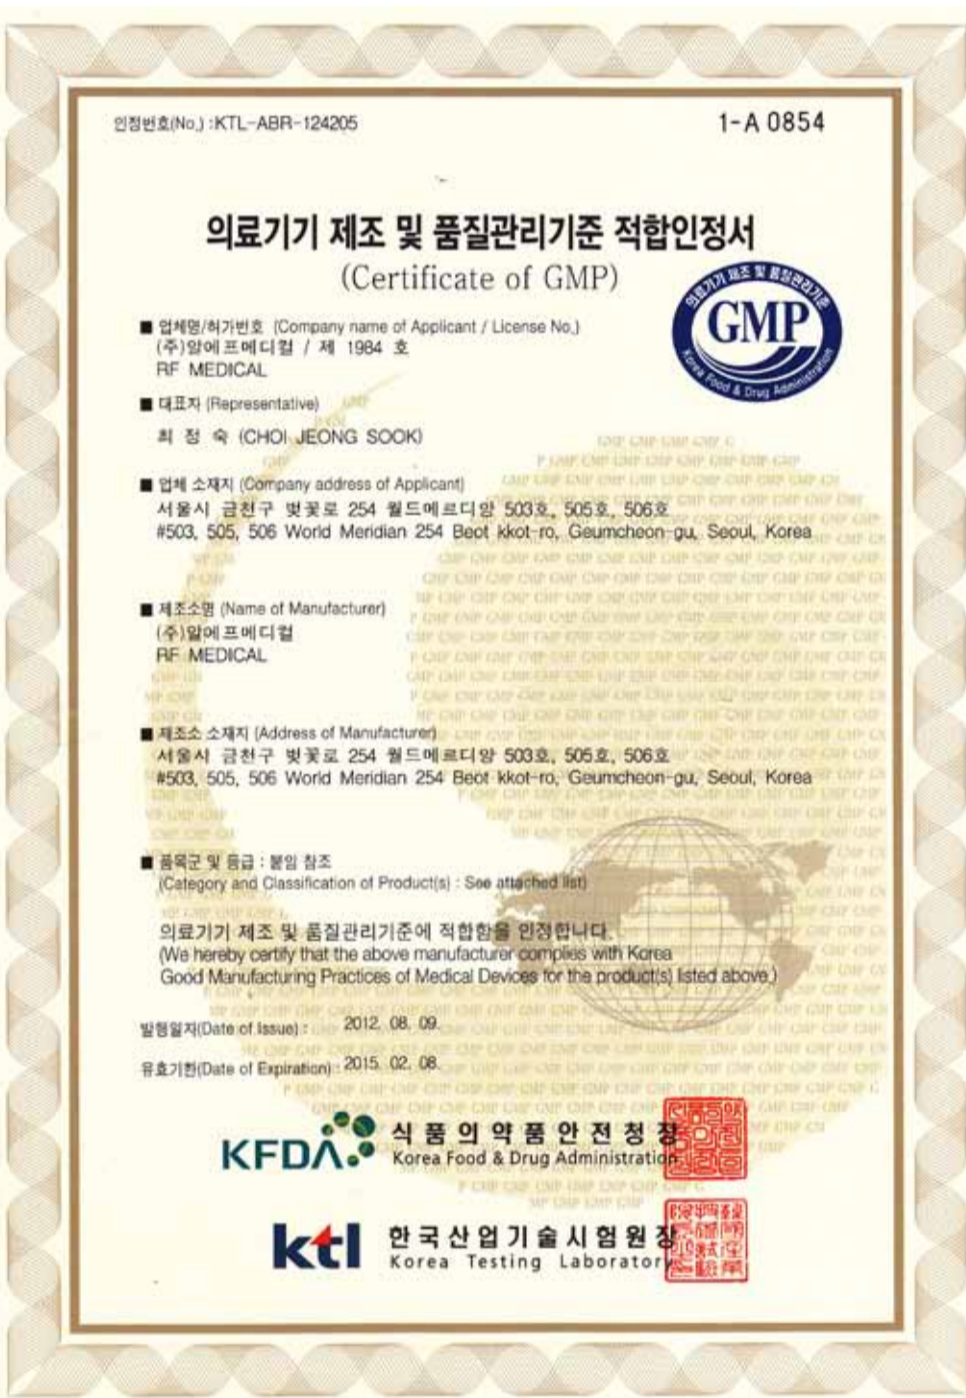 인정번호(No.) :KTL-ABR-124205
1-A 0854
의료기기 제조 및 품질관리기준 적합인정서
(Certificate of GMP)
의료기기 제조 및 품질관리기준
GMP
Korea Food & Drug Administration
■ 업체명/허가번호 (Company name of Applicant / License No.)
(주)알에프메디컬 / 제 1984 호
RF MEDICAL
■ 대표자 (Representative)
최 정 숙 (CHOI JEONG SOOK)
■ 업체 소재지 (Company address of Applicant)
서울시 금천구 벚꽃로 254 월드메르디앙 503호, 505호, 506호
#503, 505, 506 World Meridian 254 Beot kkot-ro, Geumcheon-gu, Seoul, Korea
■ 제조소명 (Name of Manufacturer)
(주)알에프메디컬
RF MEDICAL
■ 제조소 소재지 (Address of Manufacturer)
서울시 금천구 벚꽃로 254 월드메르디앙 503호, 505호, 506호
#503, 505, 506 World Meridian 254 Beot kkot-ro, Geumcheon-gu, Seoul, Korea
■ 품목군 및 등급 : 붙임 참조
(Category and Classification of Product(s) : See attached list)
의료기기 제조 및 품질관리기준에 적합함을 인정합니다.
(We hereby certify that the above manufacturer complies with Korea
Good Manufacturing Practices of Medical Devices for the product(s) listed above.)
발행일자(Date of Issue) : 2012. 08. 09.
유효기한(Date of Expiration) : 2015. 02. 08.
KFDA 식품의약품안전청장
Korea Food & Drug Administration
ktl 한국산업기술시험원장
Korea Testing Laboratory